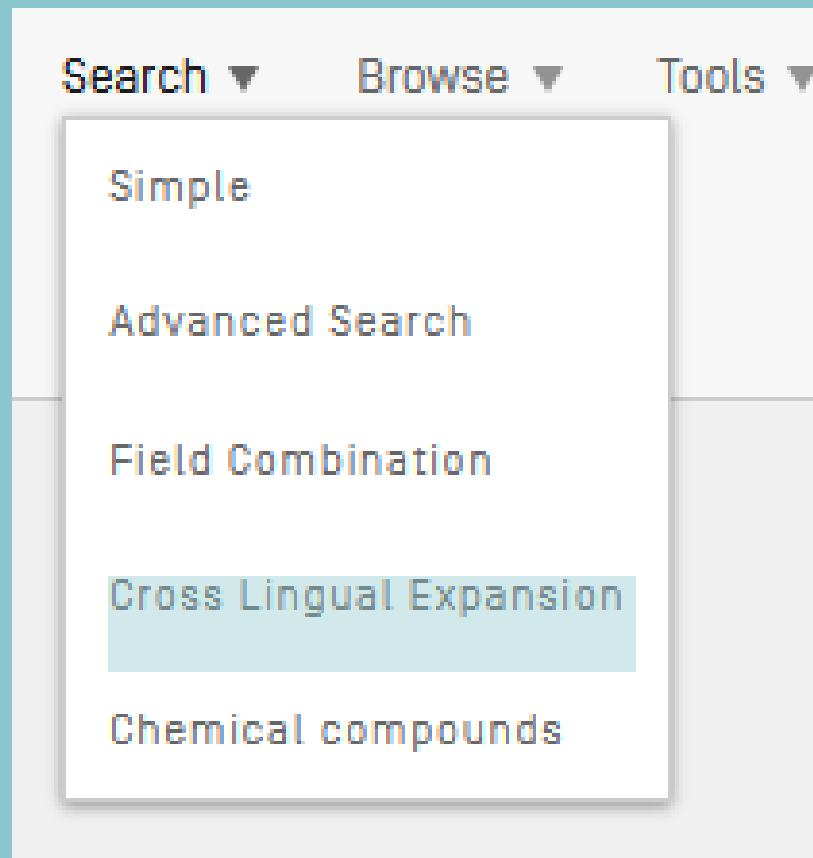 Search Browse Tools
Simple
Advanced Search
Field Combination
Cross Lingual Expansion
Chemical compounds